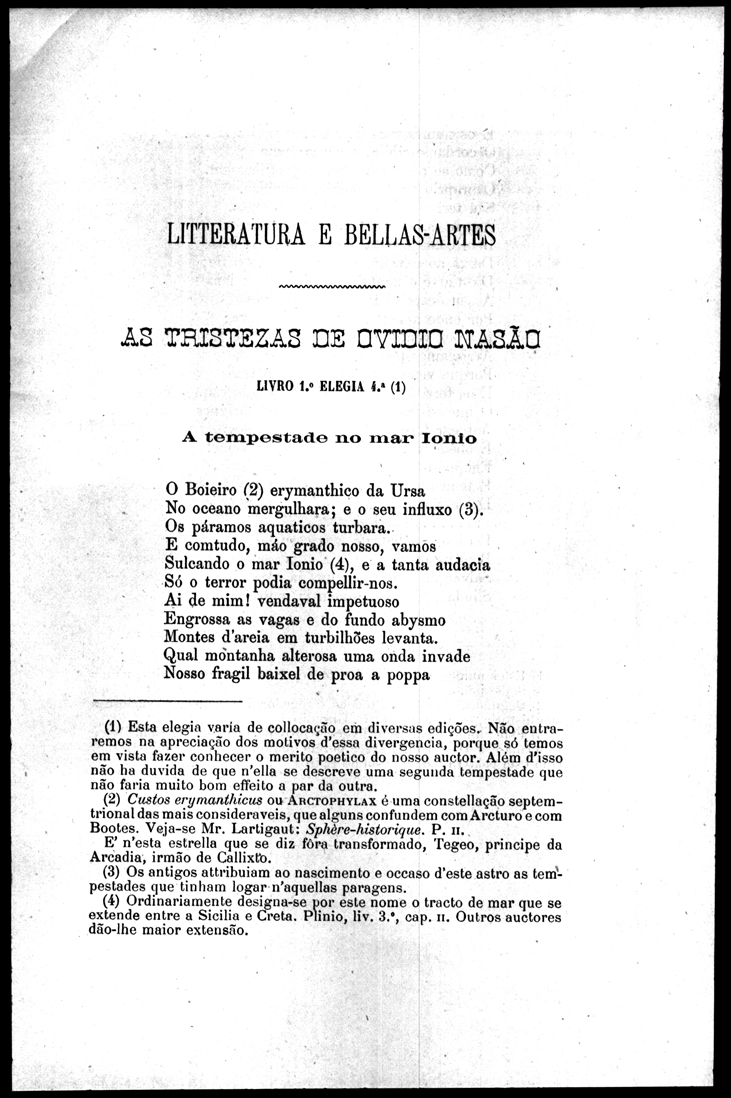 LITTERATURA E BELLAS-ARTES
AS TRISTEZAS DE OVIDIO NASÃO
LIVRO 1.º ELEGIA 4.ª (1)
A tempestade no mar Ionio
O Boieiro (2) erymanthico da Ursa
No oceano mergulhara; e o seu influxo (3).
Os páramos aquaticos turbara.
E comtudo, máo grado nosso, vamos
Sulcando o mar Ionio (4), e a tanta audacia
Só o terror podia compellir-nos.
Ai de mim! vendaval impetuoso
Engrossa as vagas e do fundo abysmo
Montes d'areia em turbilhões levanta.
Qual montanha alterosa uma onda invade
Nosso fragil baixel de proa a poppa
(1) Esta elegia varía de collocação em diversas edições. Não entra-
remos na apreciação dos motivos d'essa divergencia, porque só temos
em vista fazer conhecer o merito poetico do nosso auctor. Além d'isso
não ha duvida de que n'ella se descreve uma segunda tempestade que
não faria muito bom effeito a par da outra.
(2) Custos erymanthicus ou ARCTOPHYLAX é uma constellação septem-
trional das mais consideraveis, que alguns confundem com Arcturo e com
Bootes. Veja-se Mr. Lartigaut: Sphère-historique. P. II.
E' n'esta estrella que se diz fôra transformado, Tegeo, principe da
Arcadia, irmão de Callixto.
(3) Os antigos attribuiam ao nascimento e occaso d'este astro as tem-
pestades que tinham logar n'aquellas paragens.
(4) Ordinariamente designa-se por este nome o tracto de mar que se
extende entre a Sicilia e Creta. Plinio, liv. 3.º, cap. II. Outros auctores
dão-lhe maior extensão.